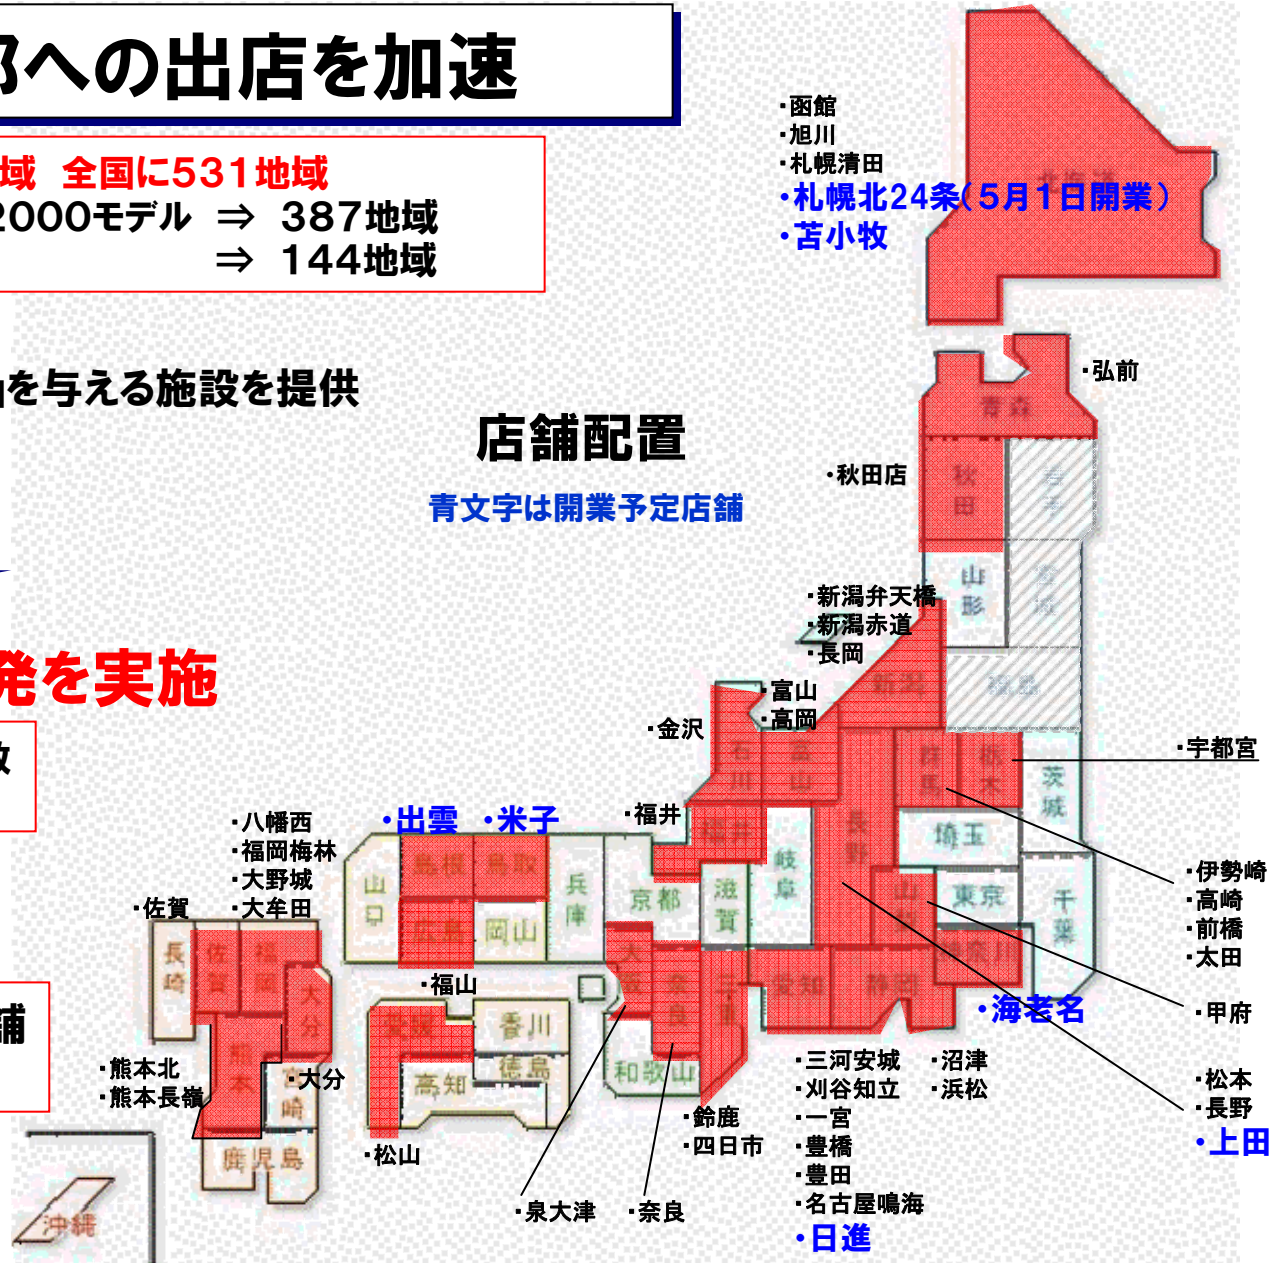 部への出店を加速
域 全国に531地域
2000モデル ⇒ 387地域
⇒ 144地域
を与える施設を提供
店舗配置
青文字は開業予定店舗
発を実施
数
舗
・函館
・旭川
・札幌清田
・札幌北24条(5月1日開業)
・苫小牧
北海道
・弘前
青森
・秋田店
秋田
岩手
山形
宮城
・新潟弁天橋
・新潟赤道
・長岡
新潟
福島
・富山
・高岡
・金沢
石川
富山
群馬
栃木
・宇都宮
茨城
・福井
福井
長野
岐阜
埼玉
・伊勢崎
・高崎
・前橋
・太田
山梨
東京
千葉
神奈川
・海老名
・甲府
・松本
・長野
・上田
・出雲
・米子
島根
鳥取
山口
広島
岡山
兵庫
京都
滋賀
大阪
奈良
三重
愛知
静岡
和歌山
・福山
・八幡西
・福岡梅林
・大野城
・大牟田
・佐賀
長崎
佐賀
福岡
大分
熊本
宮崎
鹿児島
・熊本北
・熊本長嶺
・大分
愛媛
香川
高知
徳島
・松山
・泉大津
・奈良
・鈴鹿
・四日市
・三河安城
・刈谷知立
・一宮
・豊橋
・豊田
・名古屋鳴海
・日進
・沼津
・浜松
沖縄